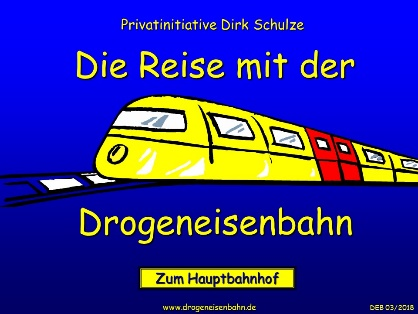 Privatinitiative Dirk Schulze
Die Reise mit der
Drogeneisenbahn
Zum Hauptbahnhof
www.drogeneisenbahn.de
DEB 03/2018